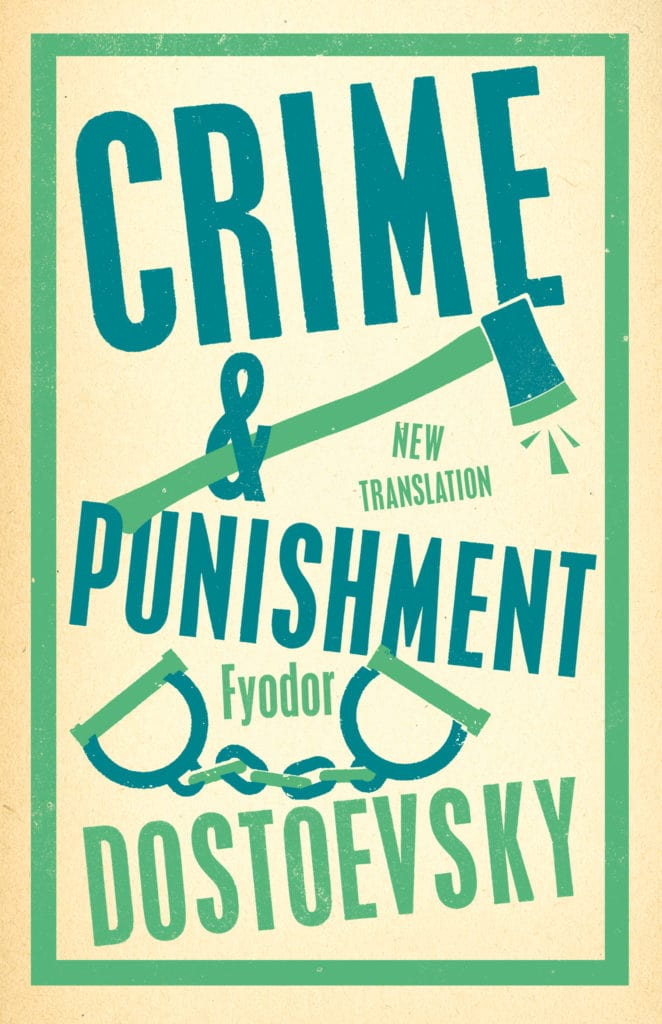 CRIME
&
NEW
TRANSLATION
PUNISHMENT
Fyodor
DOSTOEVSKY